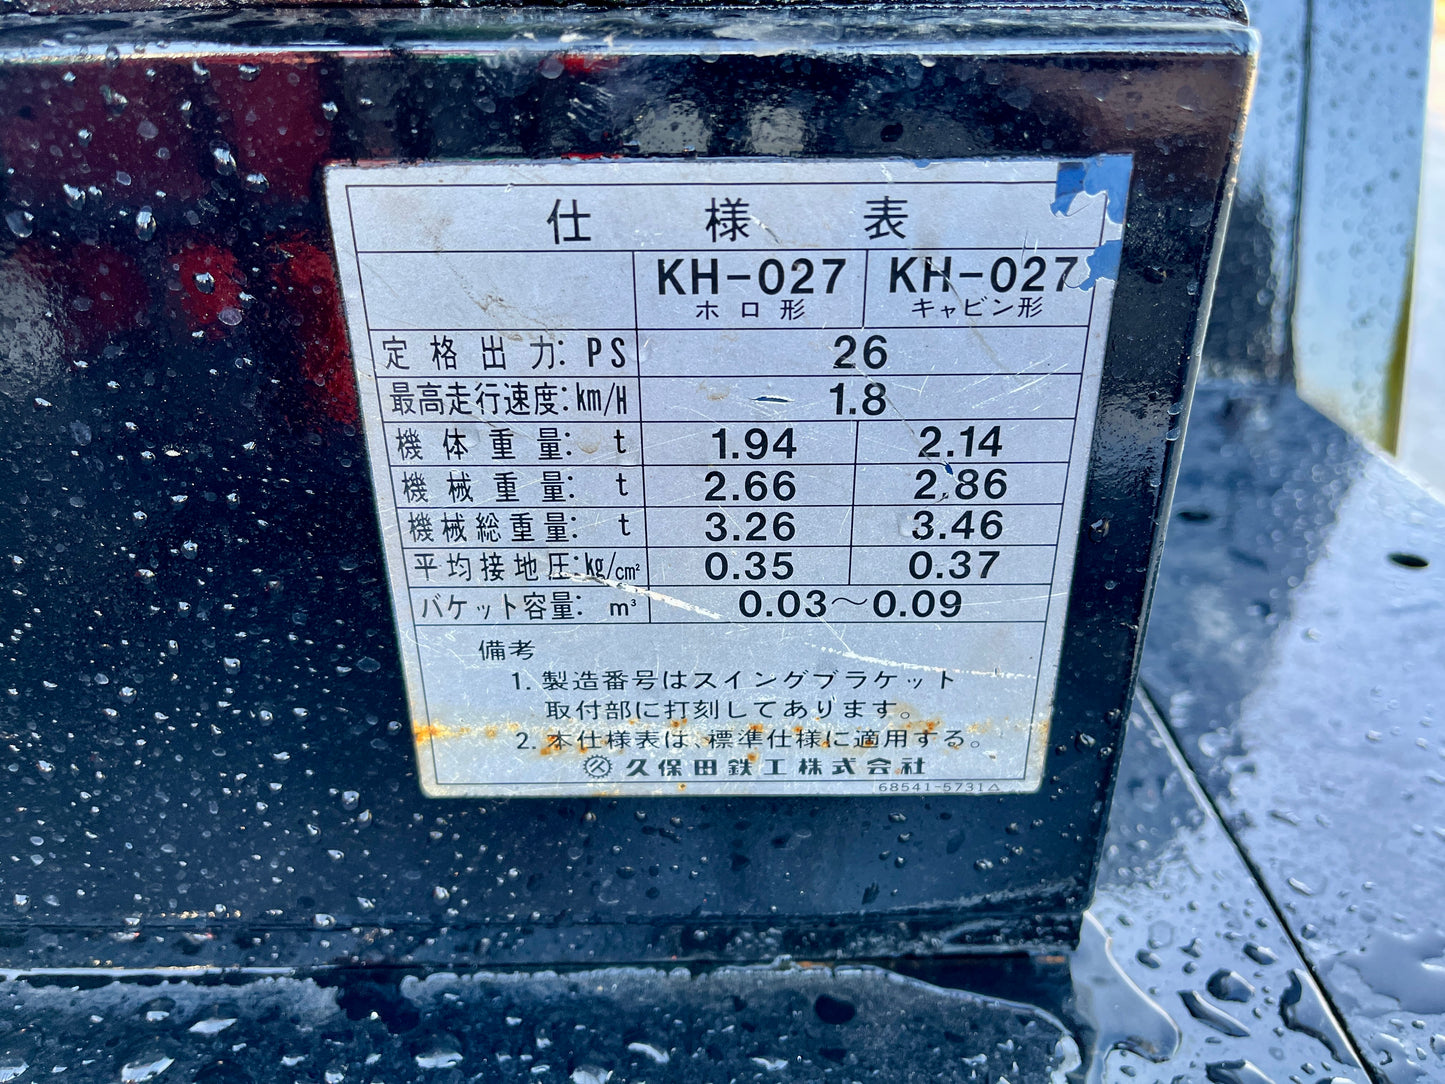 仕様表
KH-027 KH-027
ホロ形 キャビン形
定格出力: PS 26
最高走行速度: km/H 1.8
機体重量: t 1.94 2.14
機械重量: t 2.66 2.86
機械総重量: t 3.26 3.46
平均接地圧: kg/cm² 0.35 0.37
バケット容量: m³ 0.03～0.09
備考
1. 製造番号はスイングブラケット
取付部に打刻してあります。
2. 本仕様表は、標準仕様に適用する。
久保田鉄工株式会社
68541-5731△